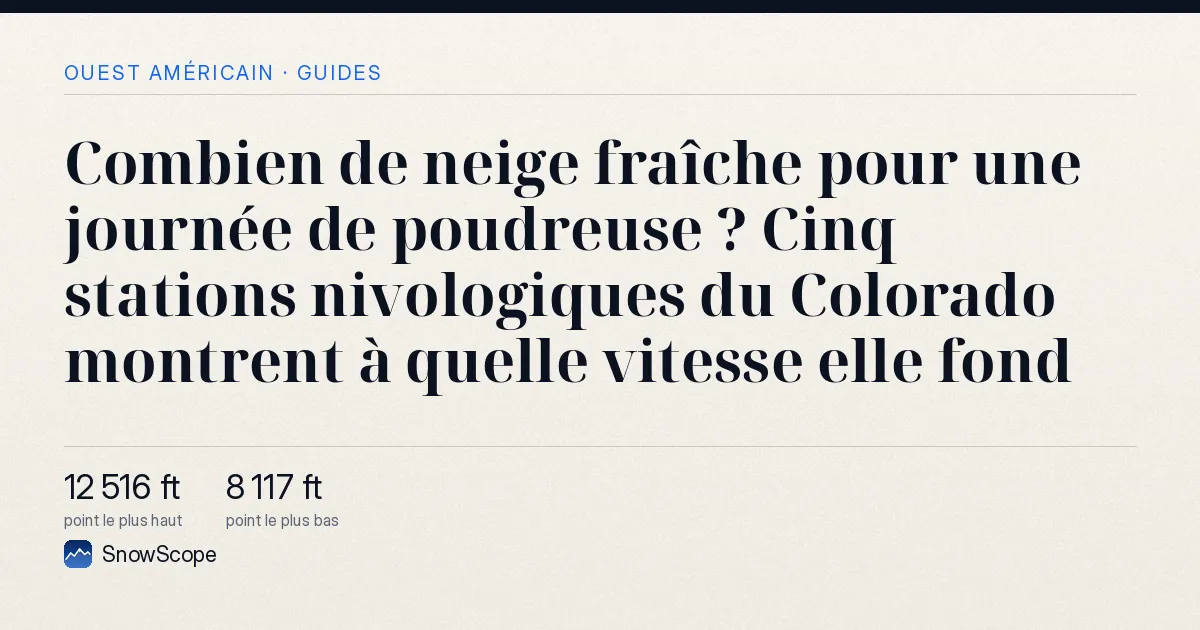 OUEST AMÉRICAIN · GUIDES
Combien de neige fraîche pour une
journée de poudreuse ? Cinq
stations nivologiques du Colorado
montrent à quelle vitesse elle fond
12 516 ft 8 117 ft
point le plus haut point le plus bas
SnowScope